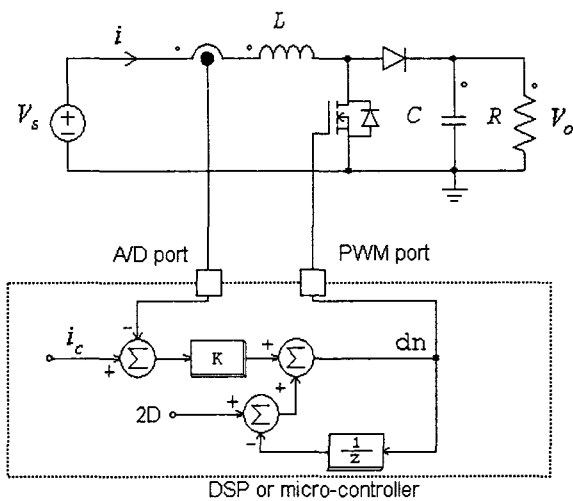 L
i
V_s
C
R
V_o
A/D port
PWM port
i_c
K
dn
2D
1/z
DSP or micro-controller